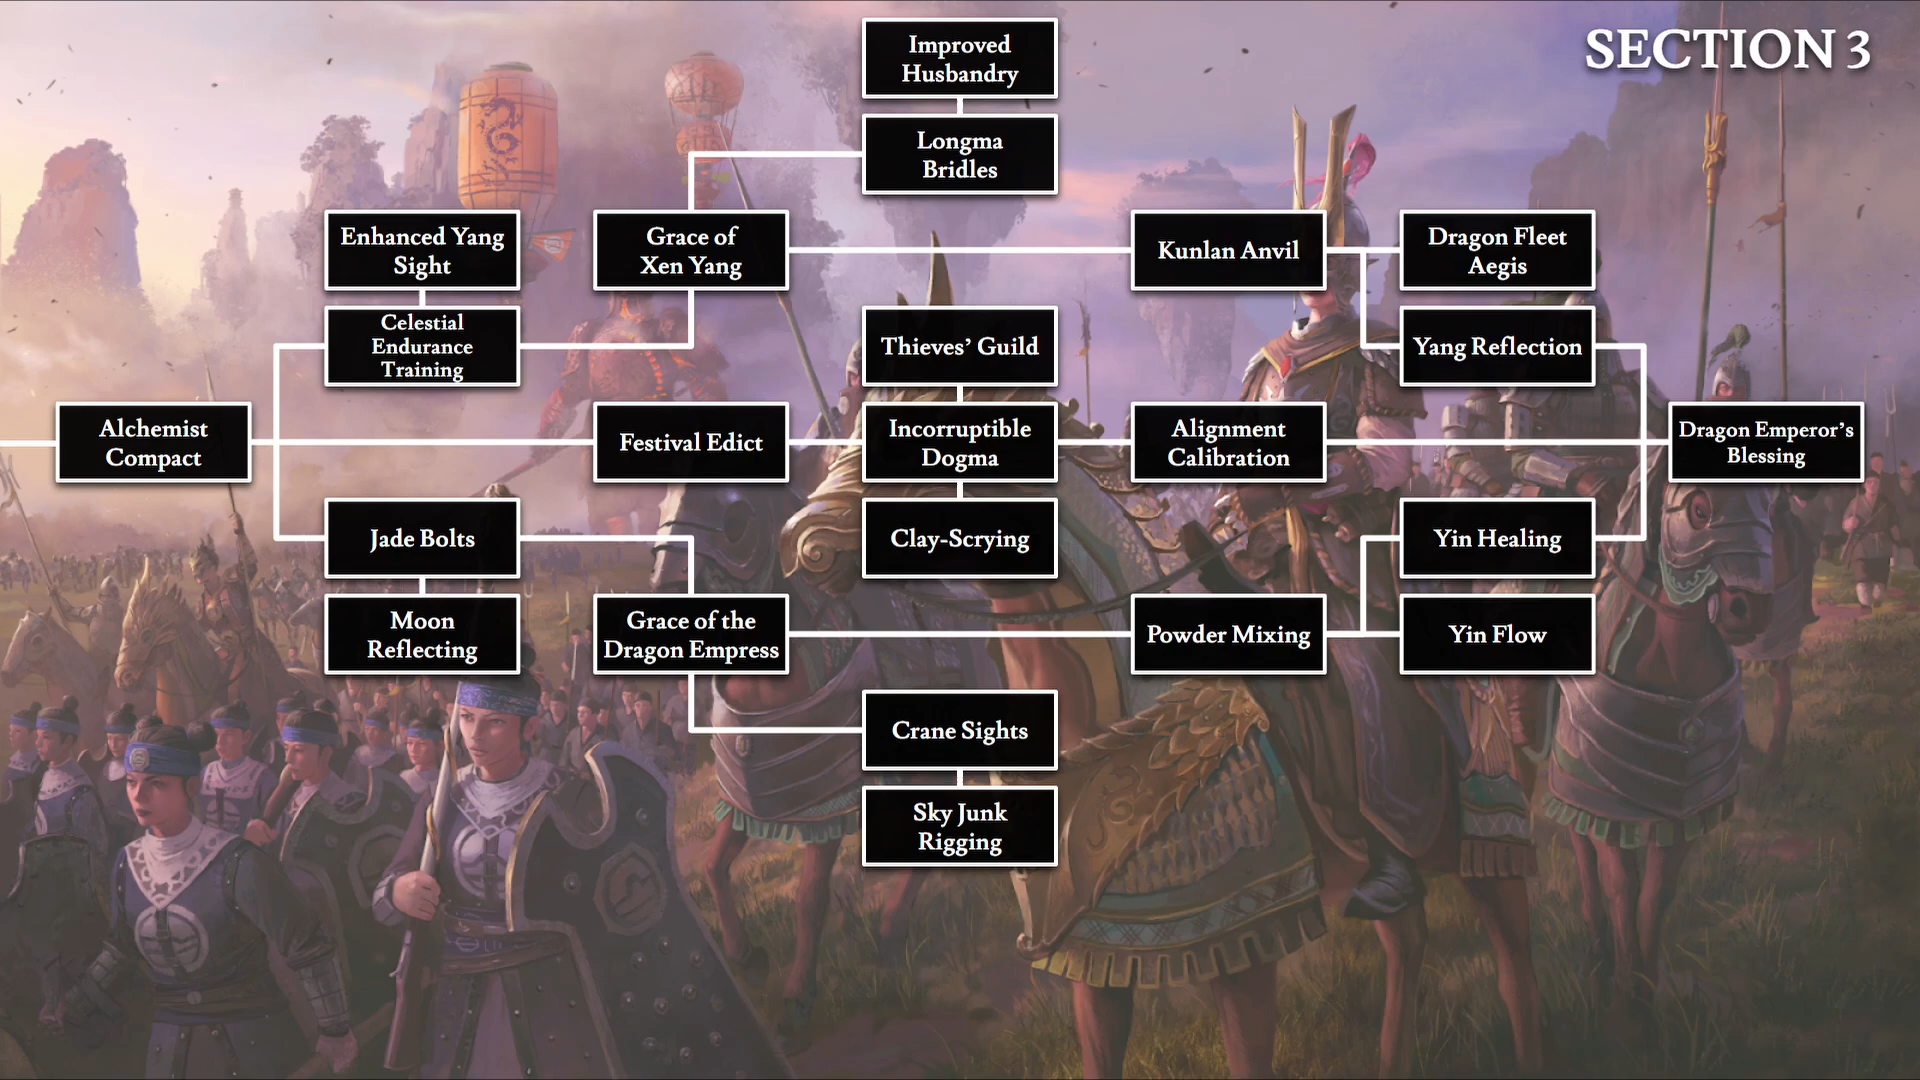 SECTION 3
Improved
Husbandry
Longma
Bridles
Enhanced Yang
Sight
Grace of
Xen Yang
Kunlan Anvil
Dragon Fleet
Aegis
Celestial
Endurance
Training
Thieves’ Guild
Yang Reflection
Alchemist
Compact
Festival Edict
Incorruptible
Dogma
Alignment
Calibration
Dragon Emperor’s
Blessing
Jade Bolts
Clay-Scrying
Yin Healing
Moon
Reflecting
Grace of the
Dragon Empress
Powder Mixing
Yin Flow
Crane Sights
Sky Junk
Rigging